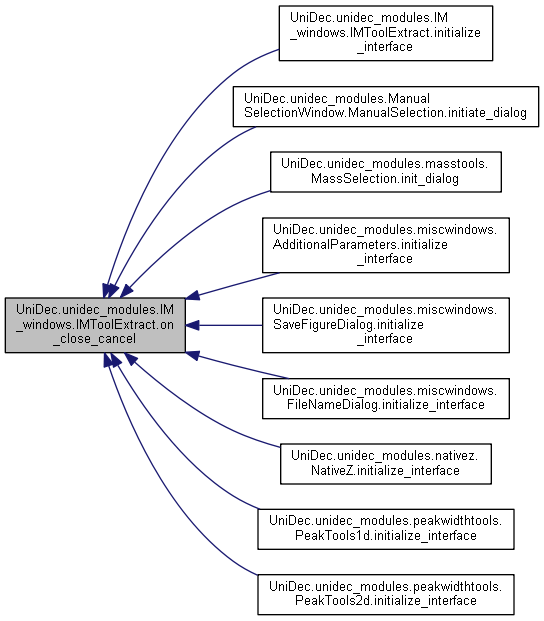 UniDec.unidec_modules.IM
_windows.IMToolExtract.initialize
_interface
UniDec.unidec_modules.Manual
SelectionWindow.ManualSelection.initiate_dialog
UniDec.unidec_modules.masstools.
MassSelection.init_dialog
UniDec.unidec_modules.miscwindows.
AdditionalParameters.initialize
_interface
UniDec.unidec_modules.IM
_windows.IMToolExtract.on
_close_cancel
UniDec.unidec_modules.miscwindows.
SaveFigureDialog.initialize
_interface
UniDec.unidec_modules.miscwindows.
FileNameDialog.initialize_interface
UniDec.unidec_modules.nativez.
NativeZ.initialize_interface
UniDec.unidec_modules.peakwidthtools.
PeakTools1d.initialize_interface
UniDec.unidec_modules.peakwidthtools.
PeakTools2d.initialize_interface